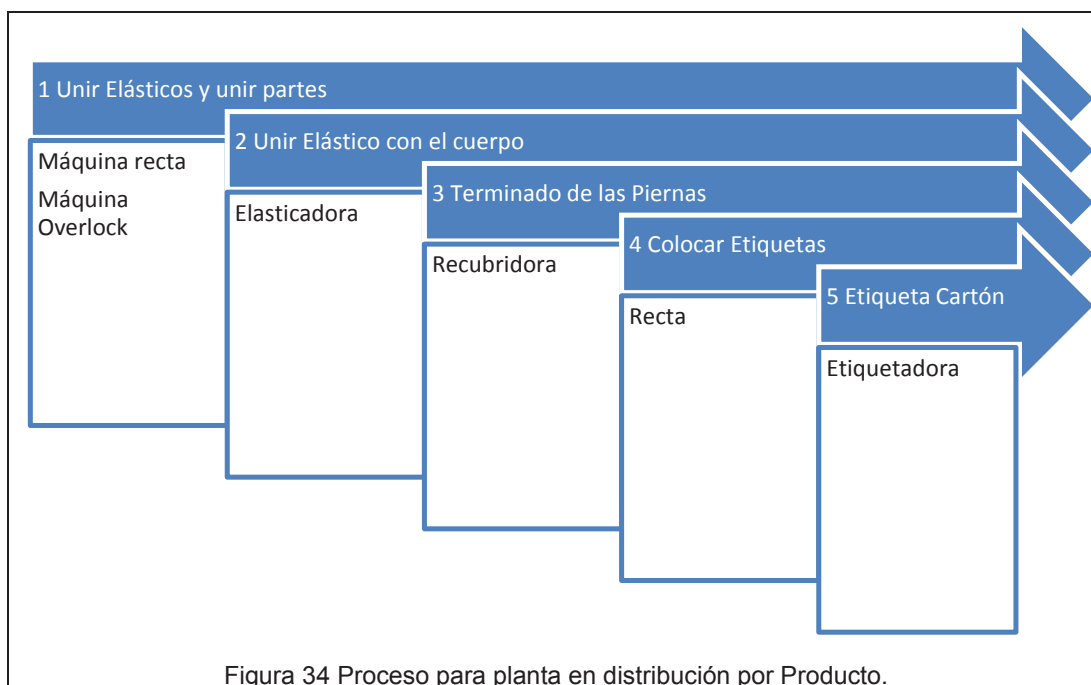 1 Unir Elásticos y unir partes
Máquina recta
Máquina
Overlock
2 Unir Elástico con el cuerpo
Elasticadora
3 Terminado de las Piernas
Recubridora
4 Colocar Etiquetas
Recta
5 Etiqueta Cartón
Etiquetadora
Figura 34 Proceso para planta en distribución por Producto.